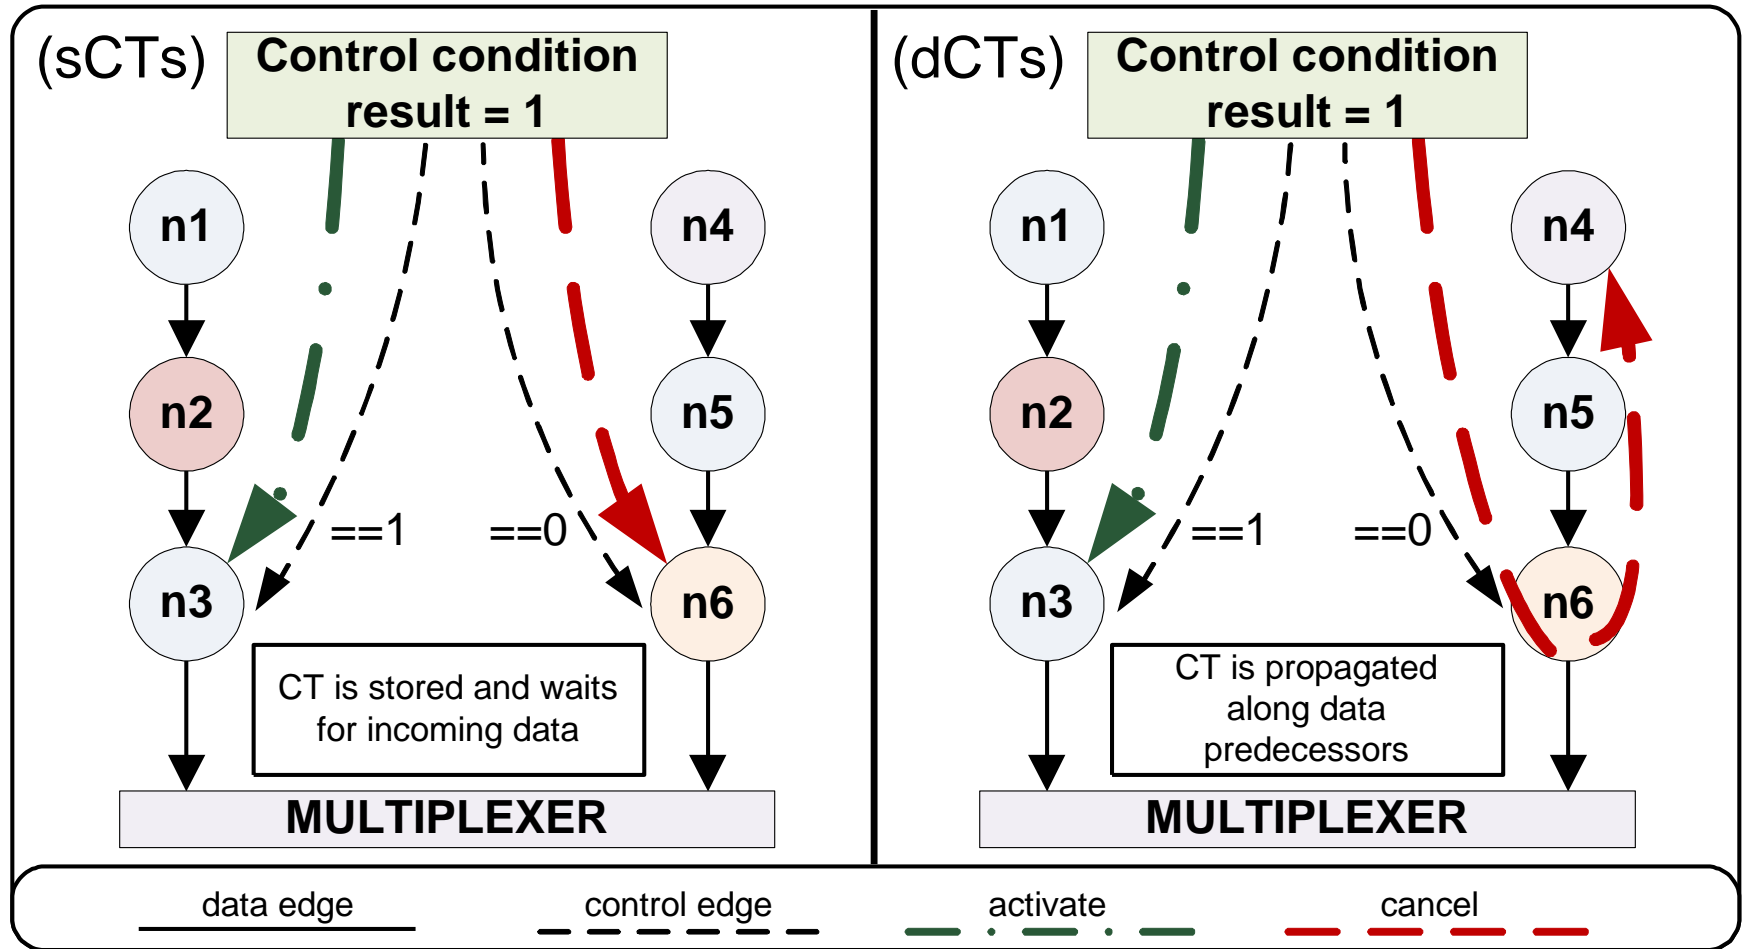 (sCTs)
Control condition
result = 1
n1
n4
n2
n5
==1
==0
n3
n6
CT is stored and waits
for incoming data
MULTIPLEXER
(dCTs)
Control condition
result = 1
n1
n4
n2
n5
==1
==0
n3
n6
CT is propagated
along data
predecessors
MULTIPLEXER
data edge
control edge
activate
cancel